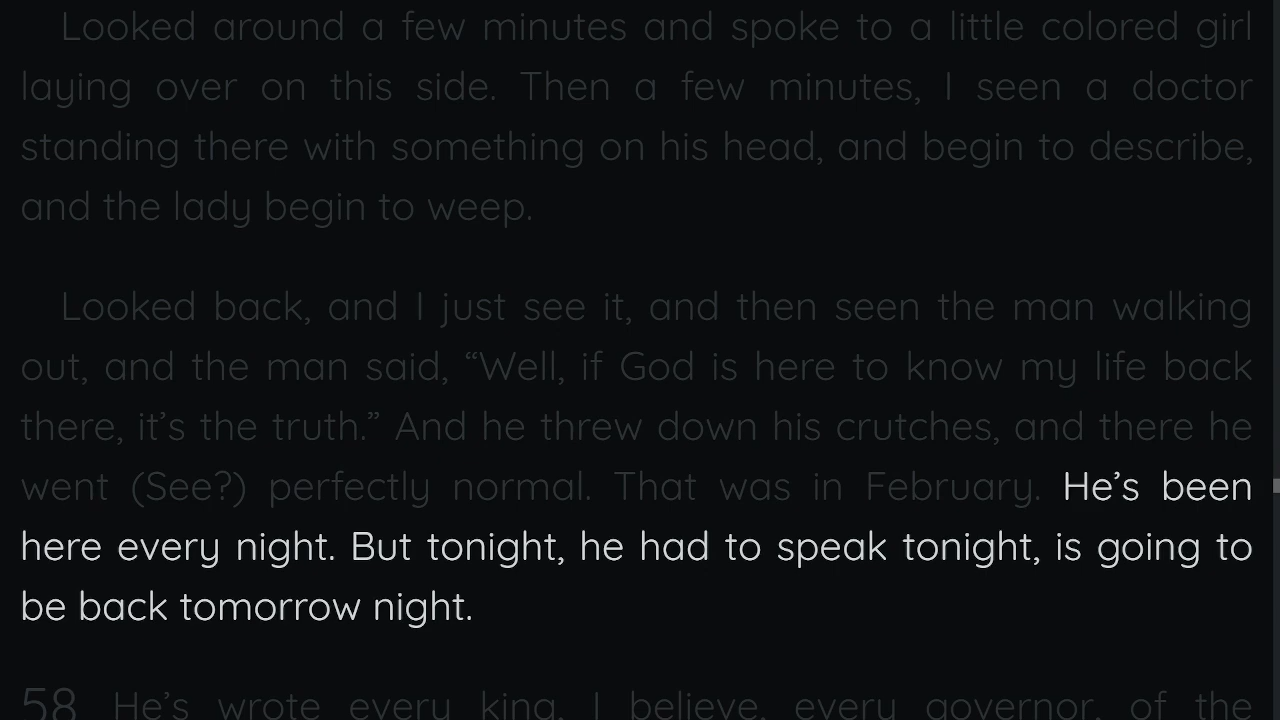 Looked around a few minutes and spoke to a little colored girl
laying over on this side. Then a few minutes, I seen a doctor
standing there with something on his head, and begin to describe,
and the lady begin to weep.
Looked back, and I just see it, and then seen the man walking
out, and the man said, “Well, if God is here to know my life back
there, it’s the truth.” And he threw down his crutches, and there he
went (See?) perfectly normal. That was in February. He’s been
here every night. But tonight, he had to speak tonight, is going to
be back tomorrow night.
58 He’s wrote every king, I believe, every governor, of the